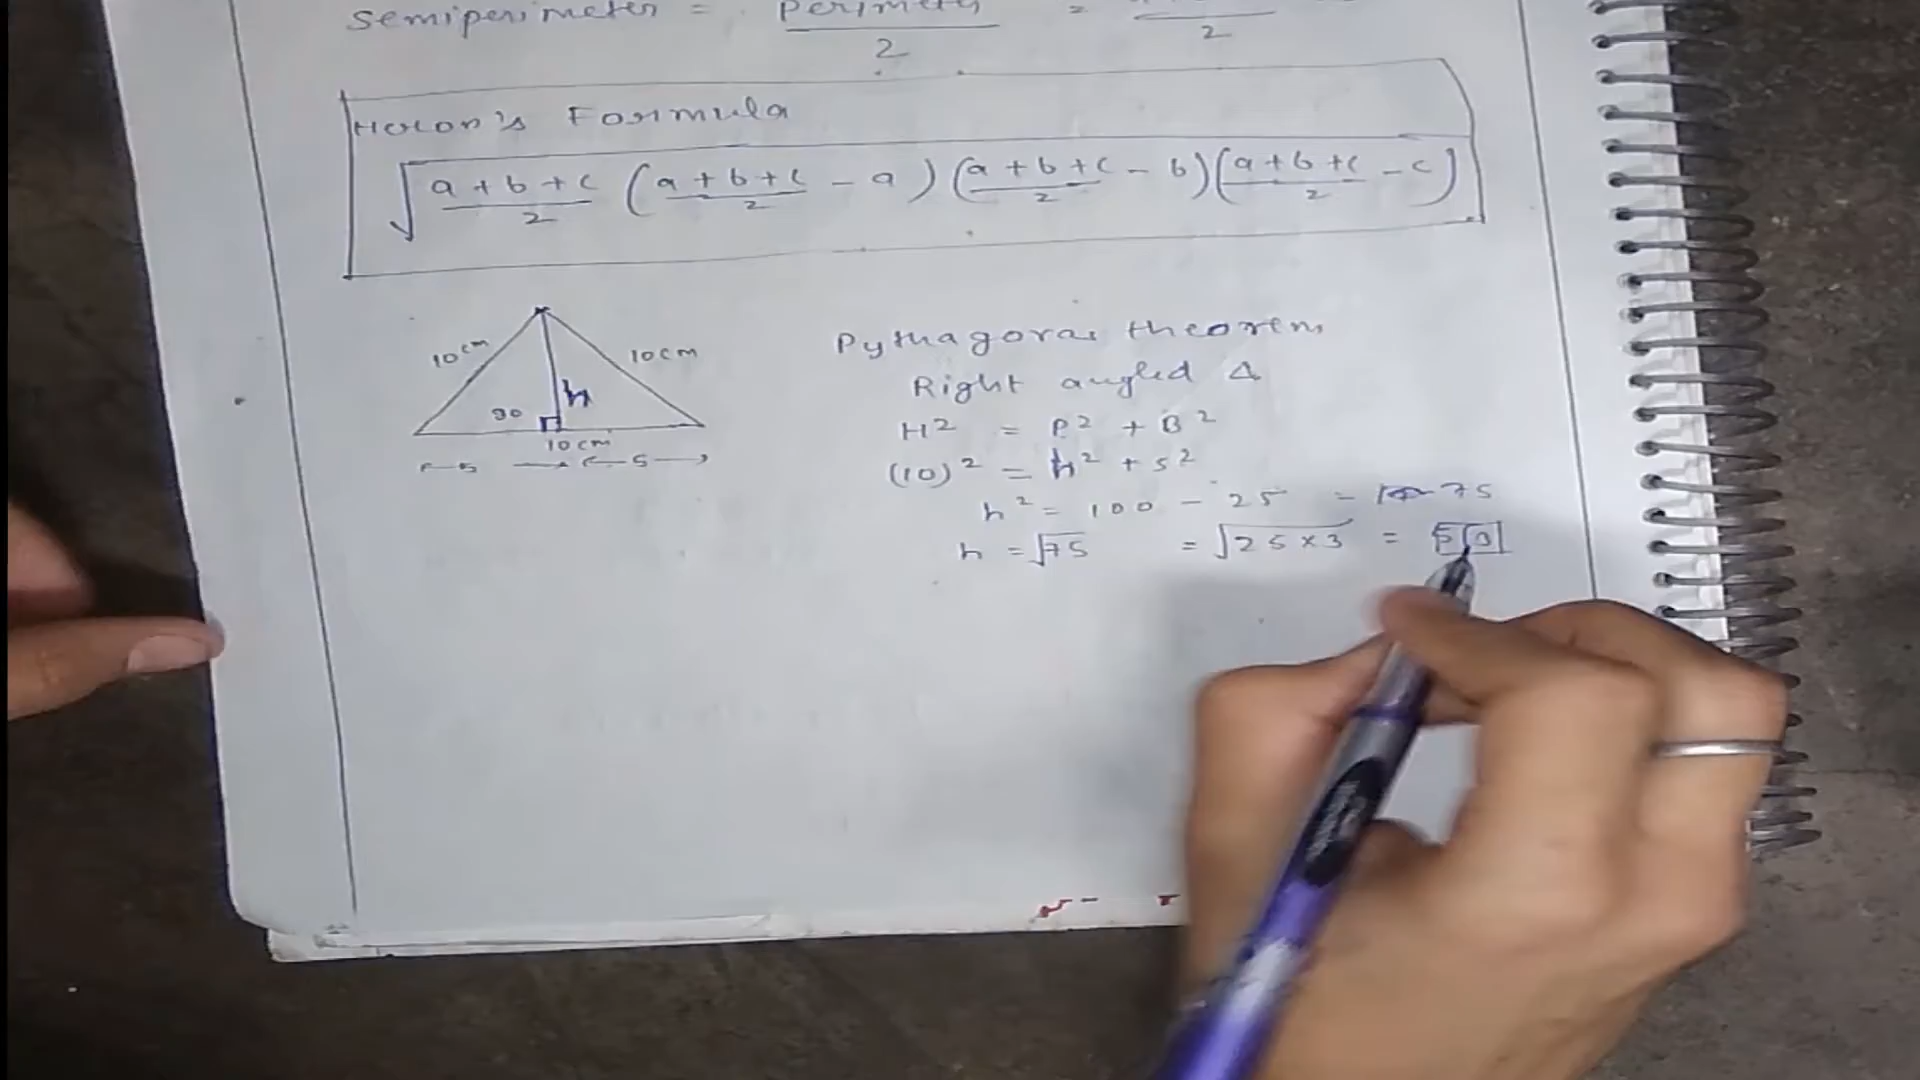 semiperimeter = perimeter / 2 = / 2
Heron's Formula
√ a+b+c/2 (a+b+c/2 - a) (a+b+c/2 - b) (a+b+c/2 - c)
10cm
10cm
h
90
10cm
5
5
Pythagoras theorem
Right angled Δ
H² = P² + B²
(10)² = h² + 5²
h² = 100 - 25 = 75
h = √75 = √25×3 = 5√3